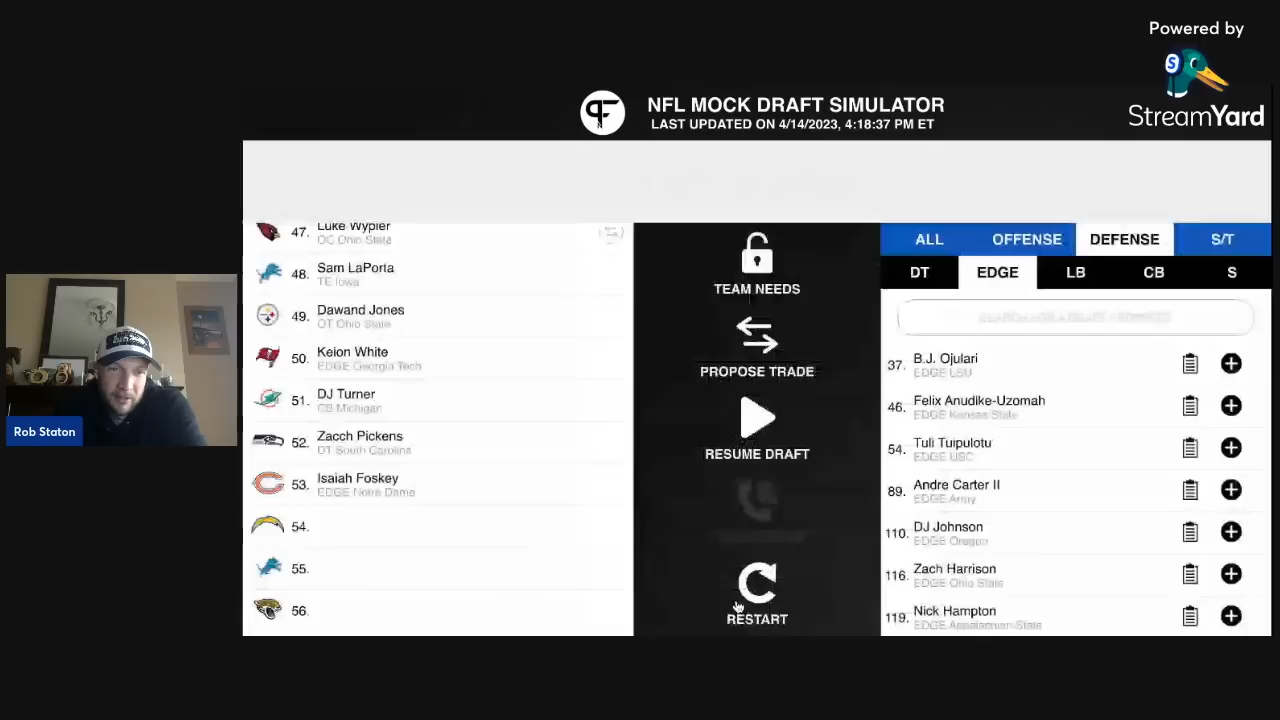 Powered by
StreamYard
NFL MOCK DRAFT SIMULATOR
LAST UPDATED ON 4/14/2023, 4:18:37 PM ET
47. Luke Wypler
OC Ohio State
48. Sam LaPorta
TE Iowa
49. Dawand Jones
OT Ohio State
50. Keion White
EDGE Georgia Tech
51. DJ Turner
CB Michigan
52. Zacch Pickens
DT South Carolina
53. Isaiah Foskey
EDGE Notre Dame
54.
55.
56.
TEAM NEEDS
PROPOSE TRADE
RESUME DRAFT
RESTART
ALL OFFENSE DEFENSE S/T
DT EDGE LB CB S
37. B.J. Ojulari
EDGE LSU
46. Felix Anudike-Uzomah
EDGE Kansas State
54. Tuli Tuipulotu
EDGE USC
89. Andre Carter II
EDGE Army
110. DJ Johnson
EDGE Oregon
116. Zach Harrison
EDGE Ohio State
119. Nick Hampton
EDGE Appalachian State
Rob Staton